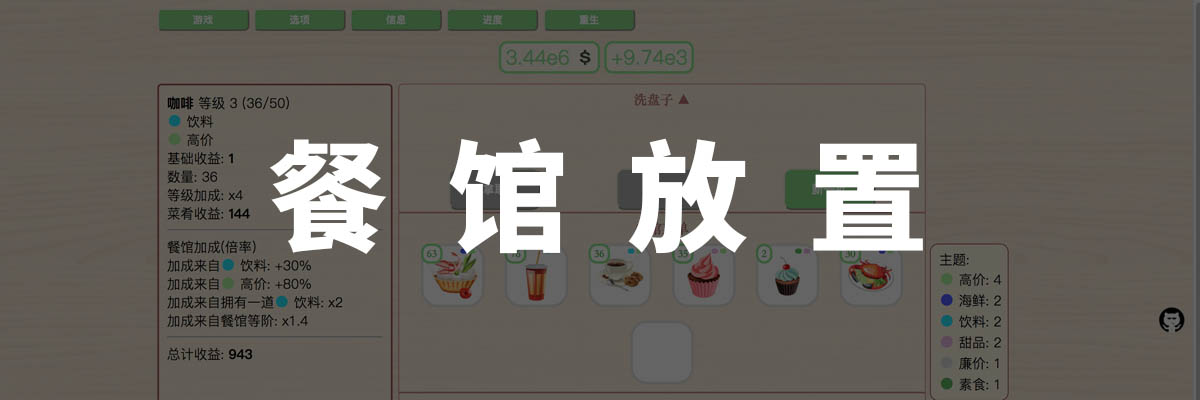 游戏 选项 信息 进度 重生
3.44e6 $ +9.74e3
洗盘子 ▲
咖啡 等级 3 (36/50)
饮料
高价
基础收益: 1
数量: 36
等级加成: x4
菜肴收益: 144
餐馆加成(倍率)
加成来自 饮料: +30%
加成来自 高价: +80%
加成来自拥有一道 饮料: x2
加成来自餐馆等阶: x1.4
总计收益: 943
餐馆放置
63 78 36 35 2 30
主题:
高价: 4
海鲜: 2
饮料: 2
甜品: 2
廉价: 1
素食: 1